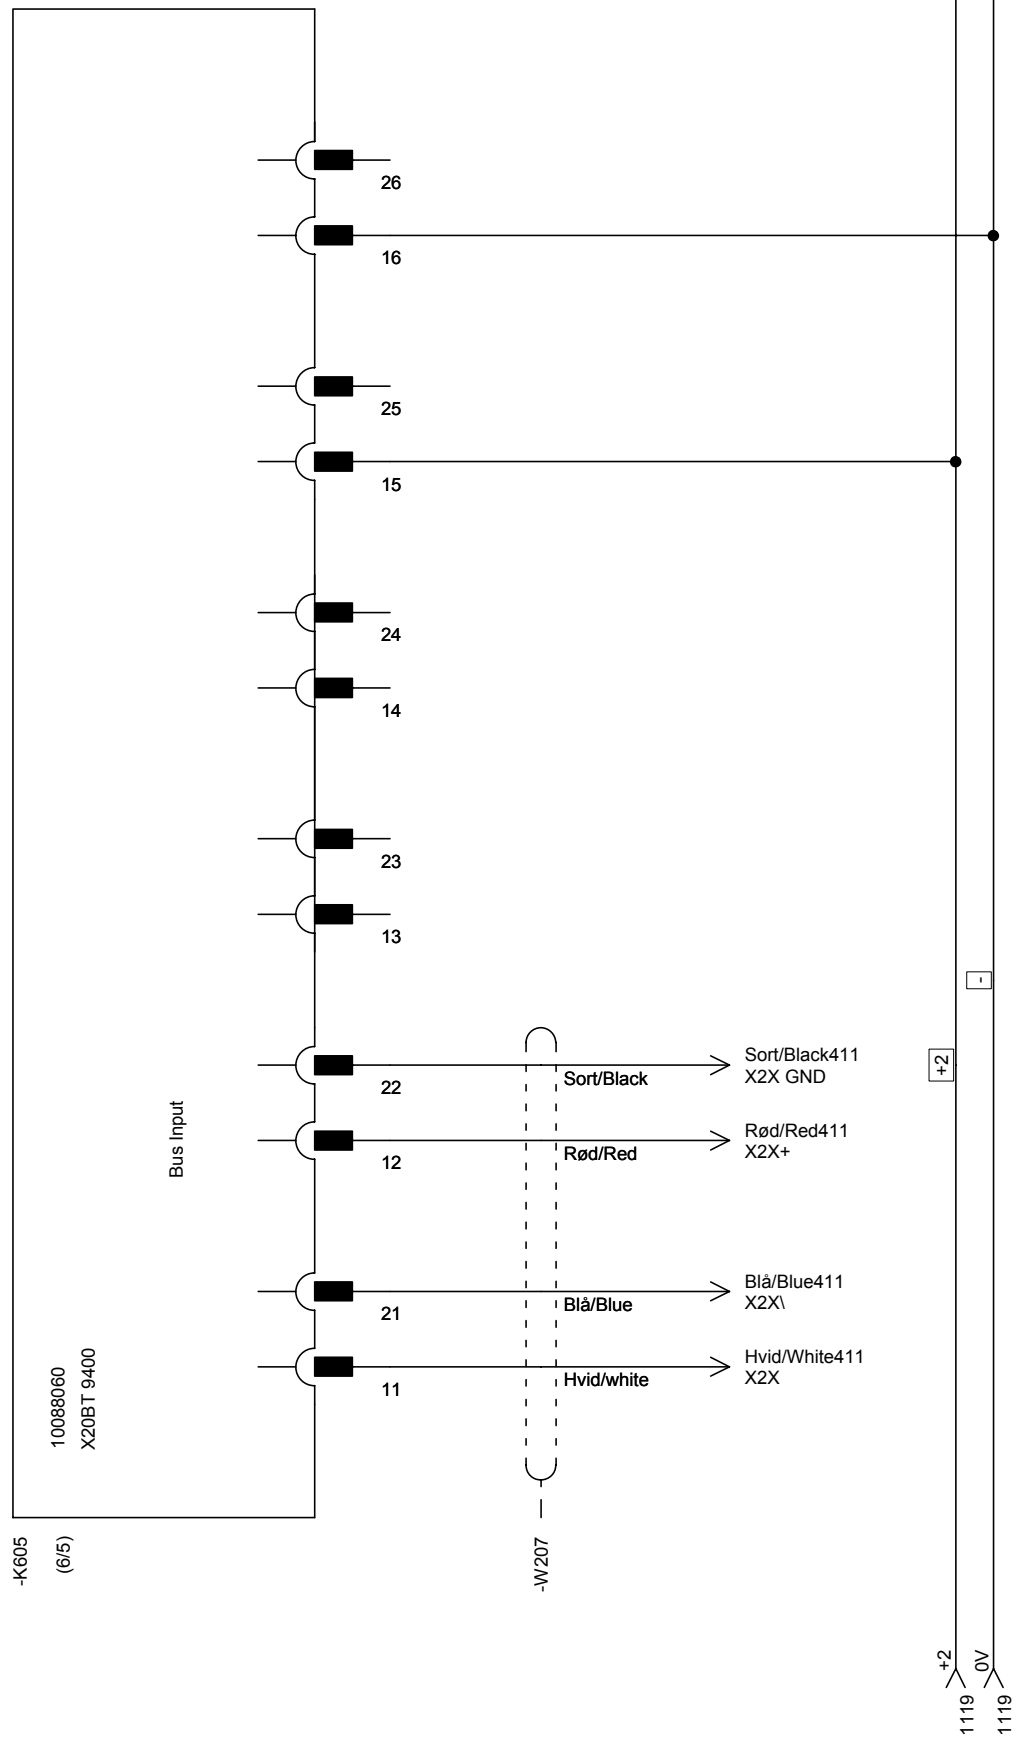 26
16
25
15
24
14
23
13
-
+2
22
Sort/Black
Sort/Black411
X2X GND
Bus Input
12
Rød/Red
Rød/Red411
X2X+
21
Blå/Blue
Blå/Blue411
X2X\
11
Hvid/white
Hvid/White411
X2X
10088060
X20BT 9400
-K605
(6/5)
-W207
+2
0V
1119
1119